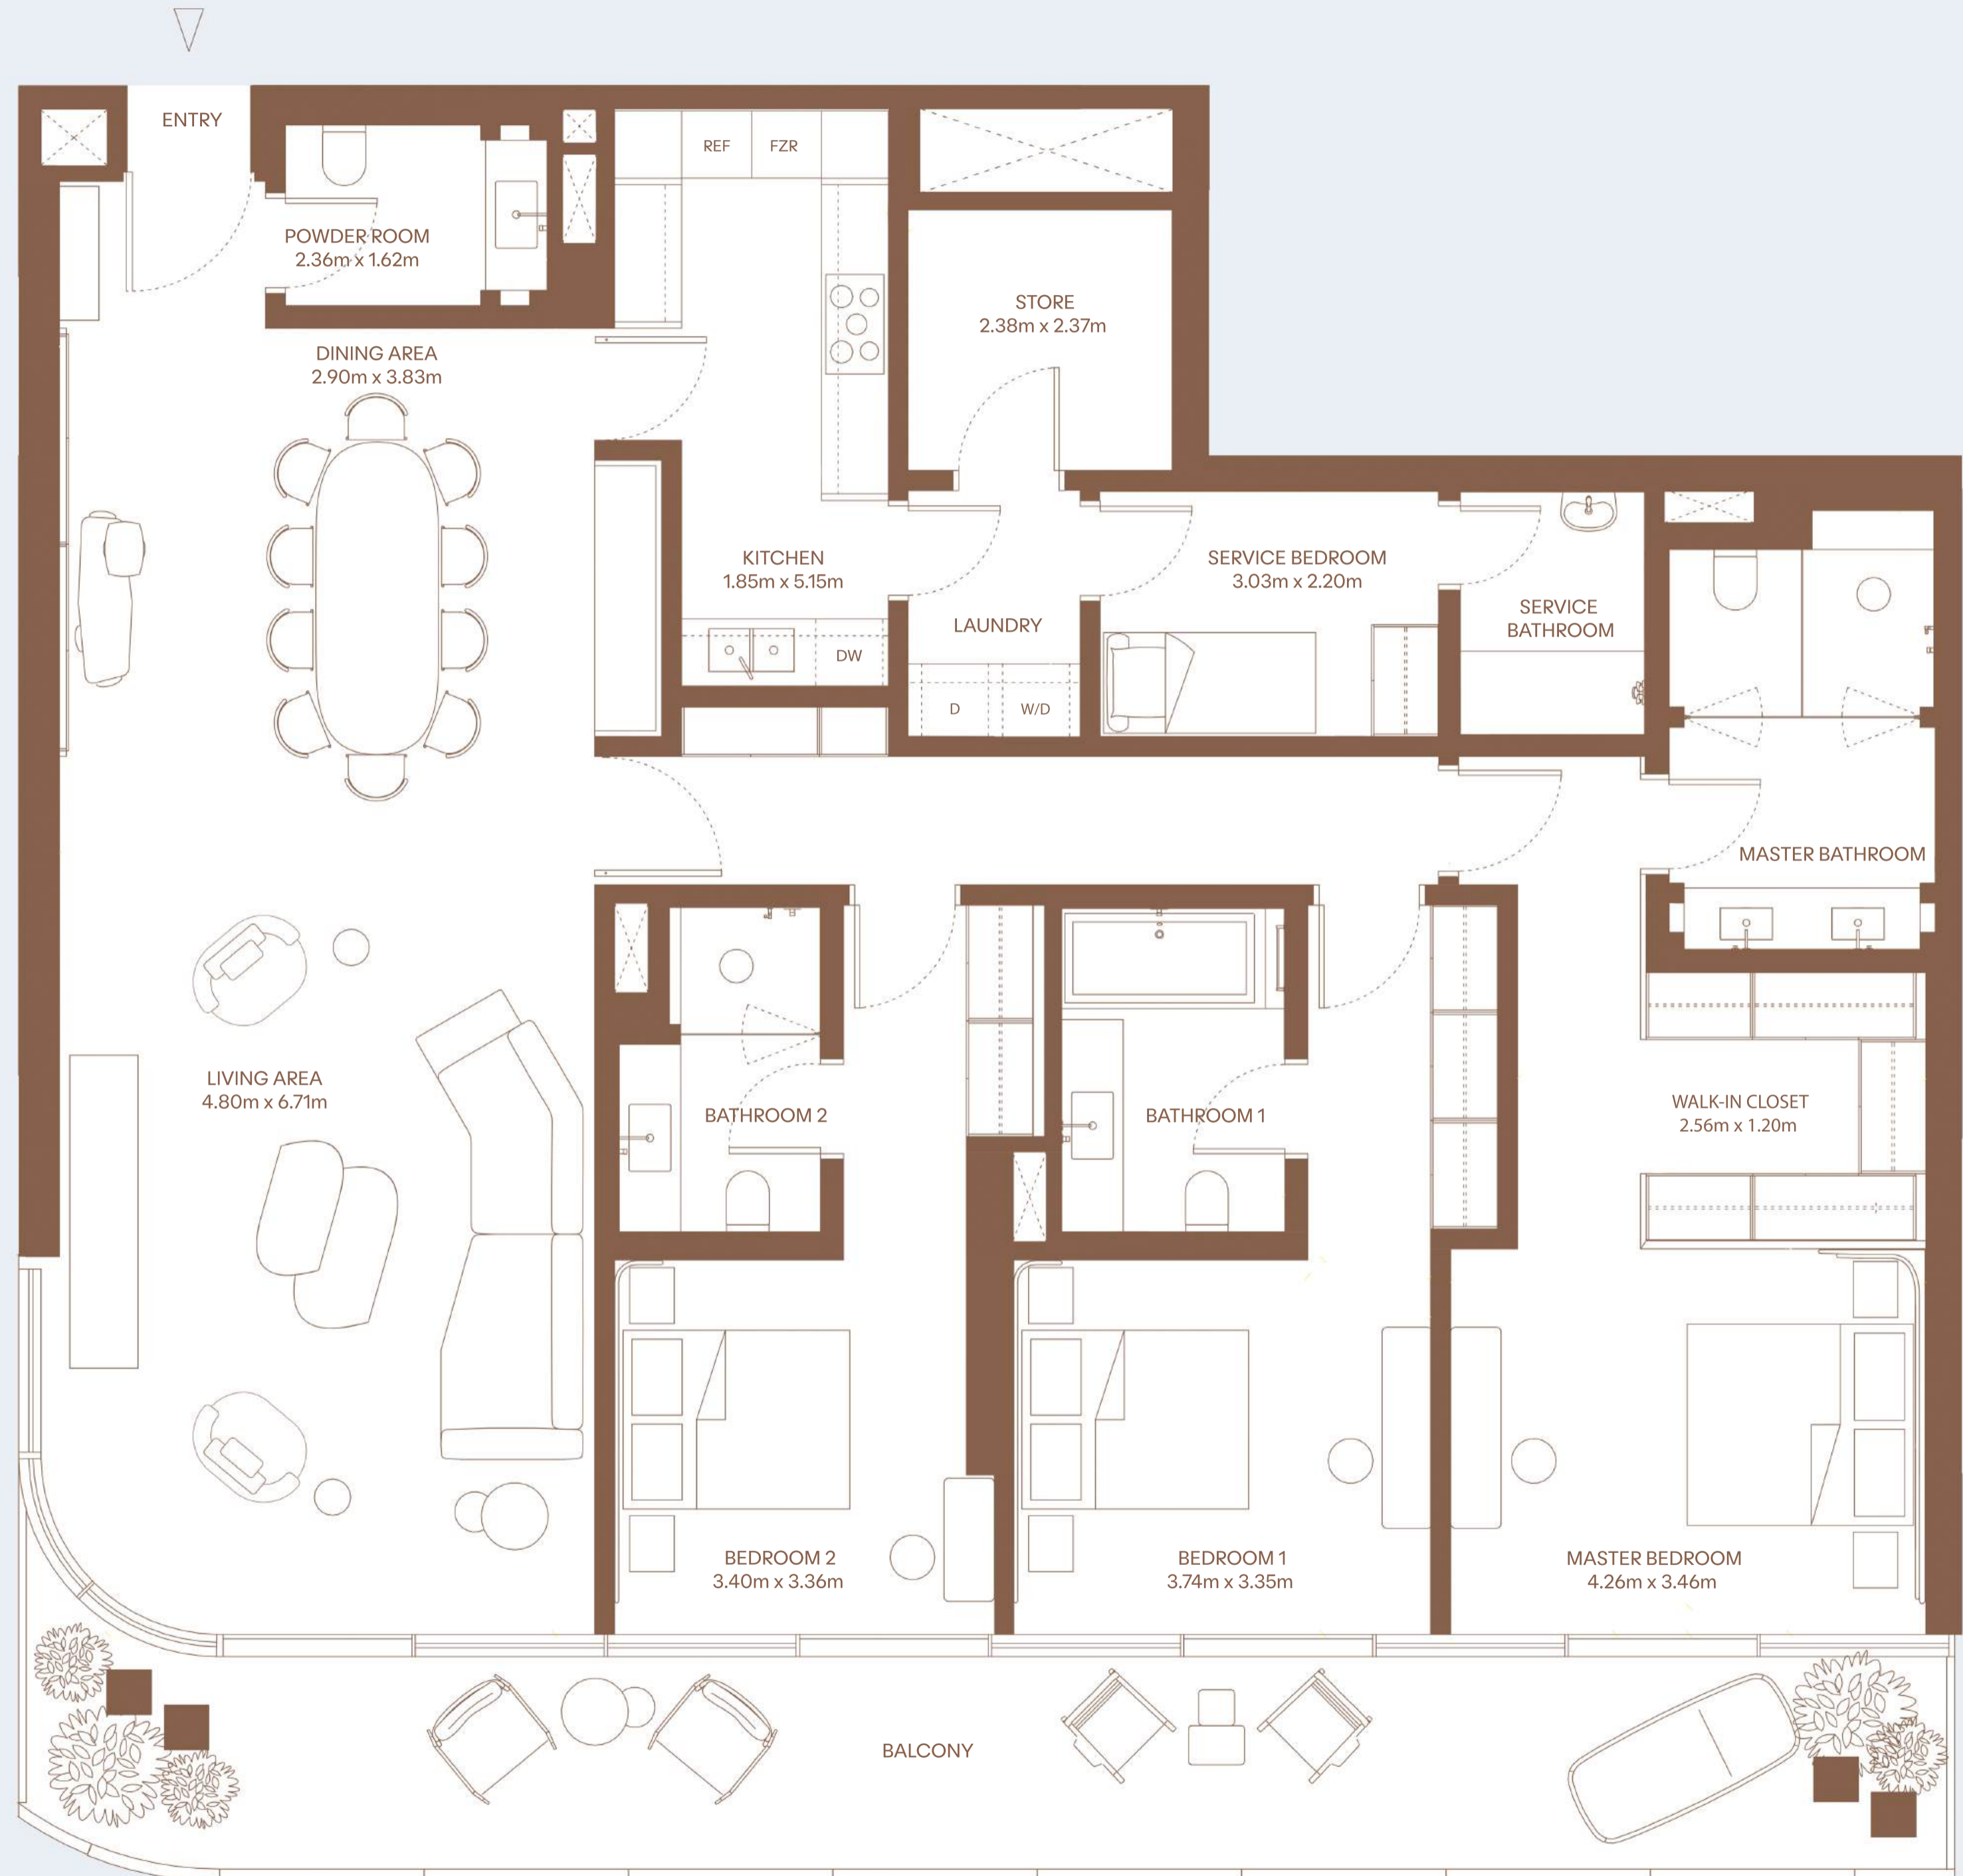 ENTRY
REF
FZR
POWDER ROOM
2.36m x 1.62m
STORE
2.38m x 2.37m
DINING AREA
2.90m x 3.83m
KITCHEN
1.85m x 5.15m
SERVICE BEDROOM
3.03m x 2.20m
SERVICE
BATHROOM
LAUNDRY
DW
D
W/D
MASTER BATHROOM
LIVING AREA
4.80m x 6.71m
BATHROOM 2
BATHROOM 1
WALK-IN CLOSET
2.56m x 1.20m
BEDROOM 2
3.40m x 3.36m
BEDROOM 1
3.74m x 3.35m
MASTER BEDROOM
4.26m x 3.46m
BALCONY